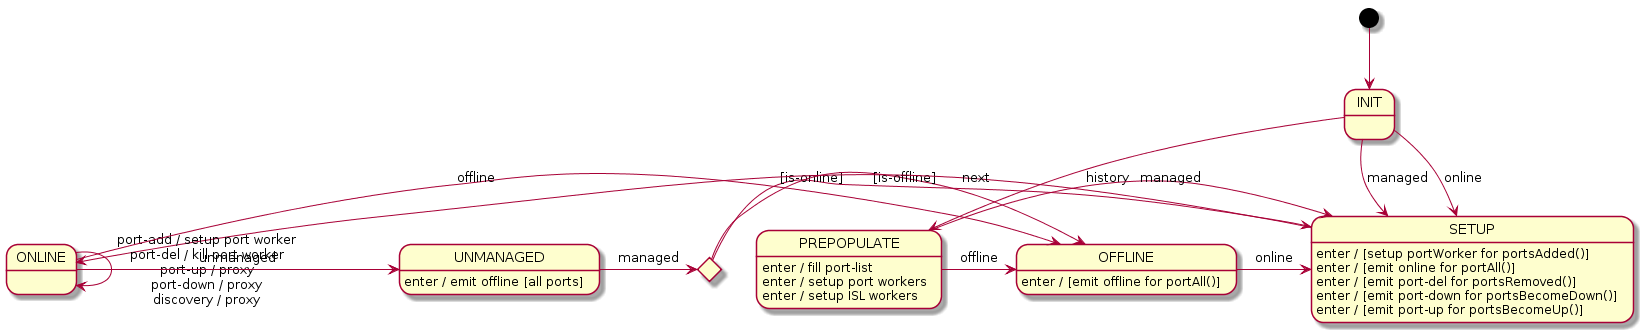 INIT
offline
[is-online]
[is-offline]
next
history
managed
managed
online
port-add / setup port worker
port-del / kill port worker
port-up / proxy
port-down / proxy
discovery / proxy
unmanaged
ONLINE
UNMANAGED
enter / emit offline [all ports]
managed
PREPOPULATE
enter / fill port-list
enter / setup port workers
enter / setup ISL workers
offline
OFFLINE
enter / [emit offline for portAll()]
online
SETUP
enter / [setup portWorker for portsAdded()]
enter / [emit online for portAll()]
enter / [emit port-del for portsRemoved()]
enter / [emit port-down for portsBecomeDown()]
enter / [emit port-up for portsBecomeUp()]